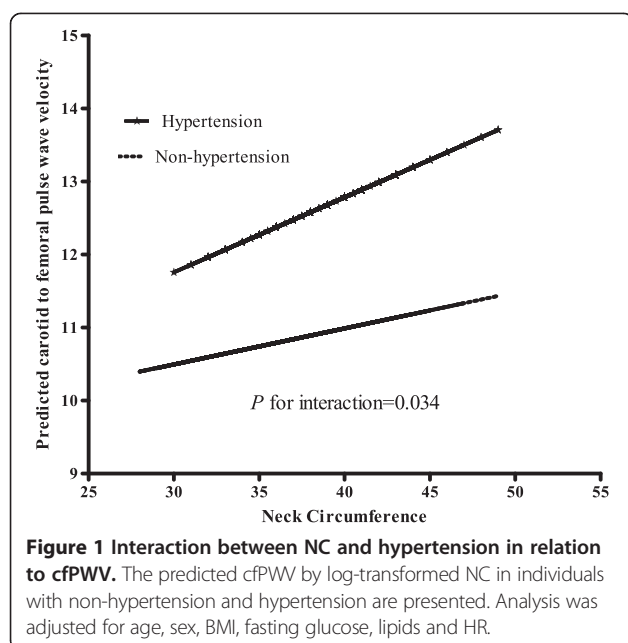 15
14
13
12
11
10
9
Predicted carotid to femoral pulse wave velocity
Hypertension
Non-hypertension
P for interaction=0.034
25 30 35 40 45 50 55
Neck Circumference
Figure 1 Interaction between NC and hypertension in relation
to cfPWV. The predicted cfPWV by log-transformed NC in individuals
with non-hypertension and hypertension are presented. Analysis was
adjusted for age, sex, BMI, fasting glucose, lipids and HR.